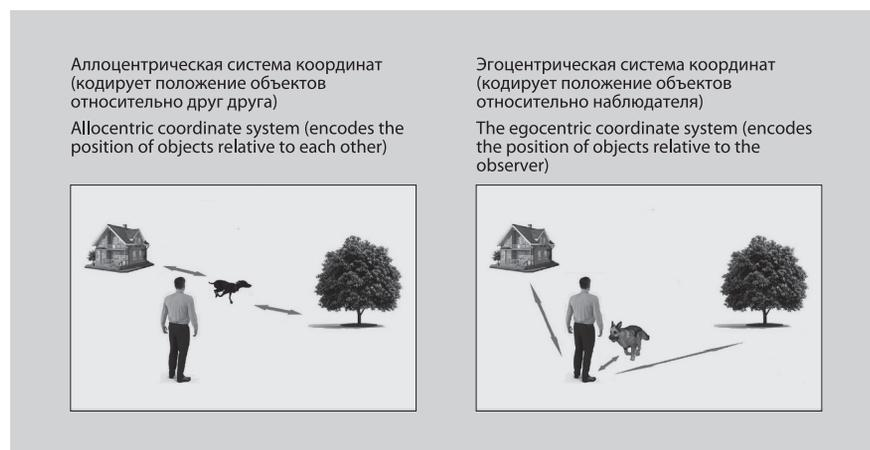 Аллоцентрическая система координат
(кодирует положение объектов
относительно друг друга)
Allocentric coordinate system (encodes the
position of objects relative to each other)
Эгоцентрическая система координат
(кодирует положение объектов
относительно наблюдателя)
The egocentric coordinate system (encodes
the position of objects relative to the
observer)